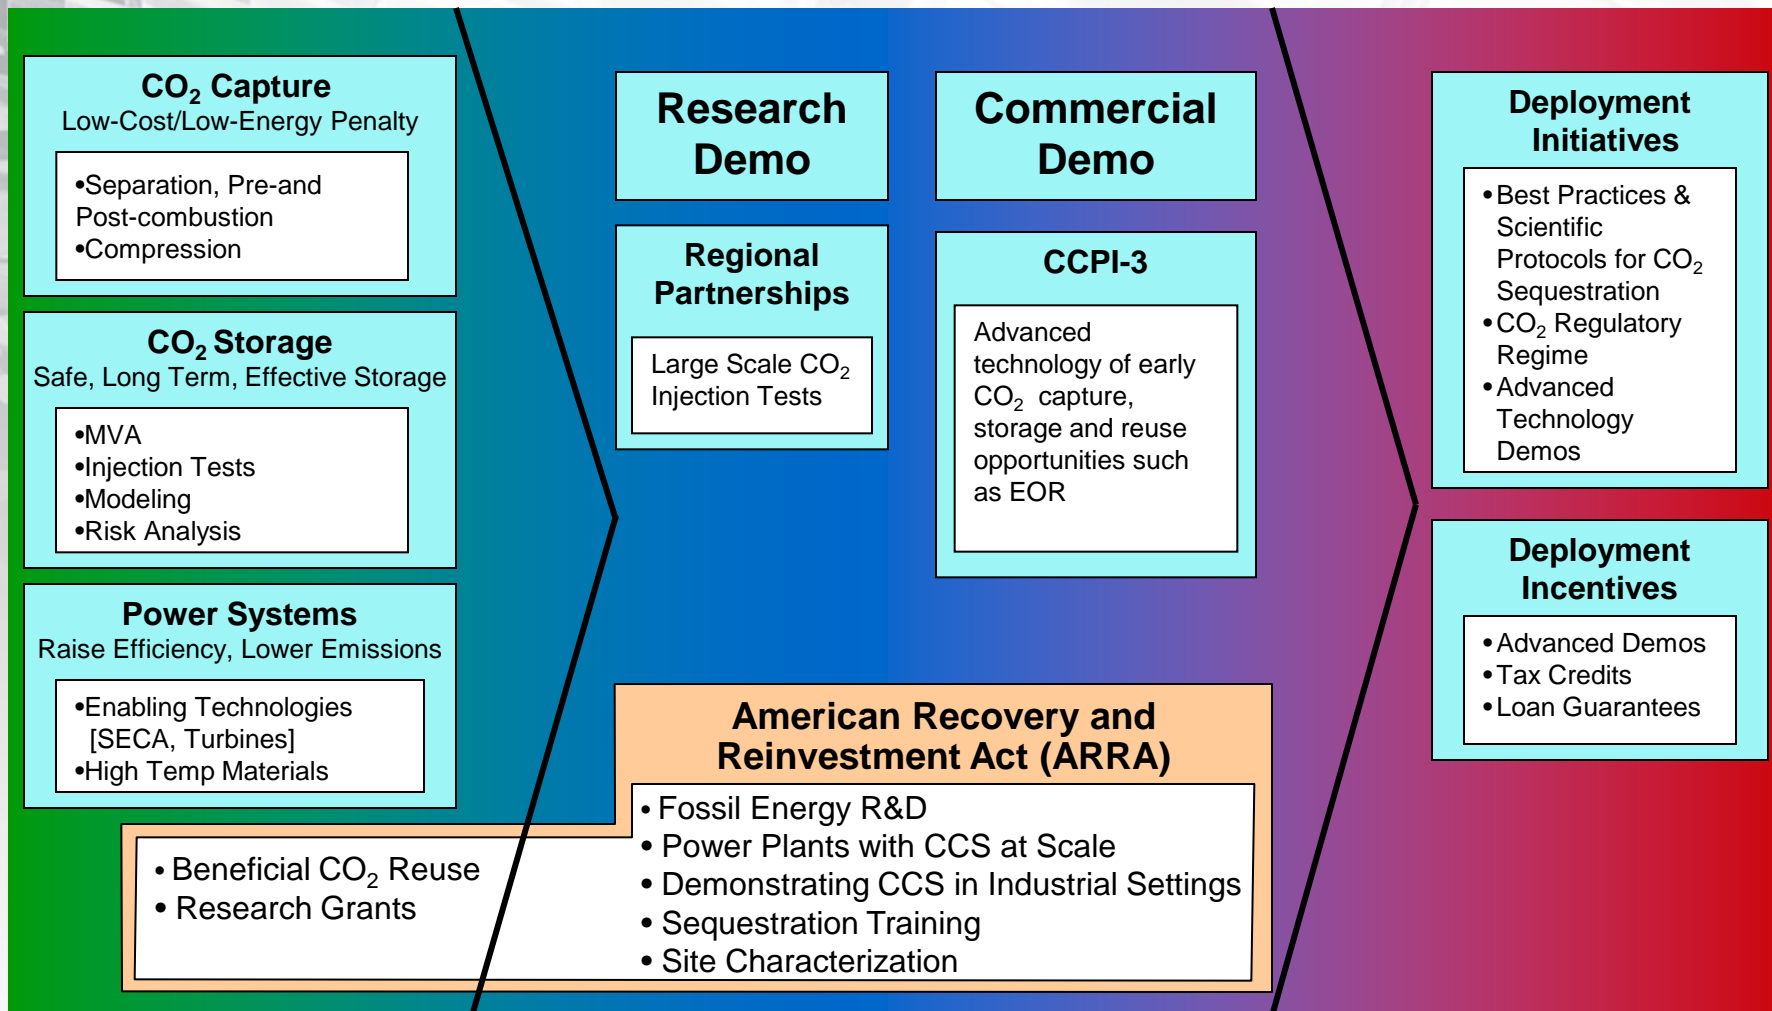 CO₂ Capture
Low-Cost/Low-Energy Penalty
•Separation, Pre-and
Post-combustion
•Compression
CO₂ Storage
Safe, Long Term, Effective Storage
•MVA
•Injection Tests
•Modeling
•Risk Analysis
Power Systems
Raise Efficiency, Lower Emissions
•Enabling Technologies
[SECA, Turbines]
•High Temp Materials
Research
Demo
Regional
Partnerships
Large Scale CO₂
Injection Tests
Commercial
Demo
CCPI-3
Advanced
technology of early
CO₂ capture,
storage and reuse
opportunities such
as EOR
American Recovery and
Reinvestment Act (ARRA)
• Beneficial CO₂ Reuse
• Research Grants
• Fossil Energy R&D
• Power Plants with CCS at Scale
• Demonstrating CCS in Industrial Settings
• Sequestration Training
• Site Characterization
Deployment
Initiatives
•Best Practices &
Scientific
Protocols for CO₂
Sequestration
•CO₂ Regulatory
Regime
•Advanced
Technology
Demos
Deployment
Incentives
•Advanced Demos
•Tax Credits
•Loan Guarantees